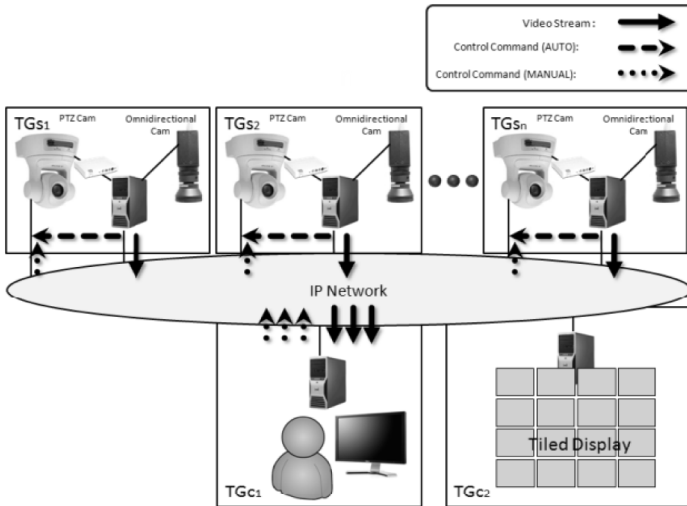 Video Stream :
Control Command (AUTO):
Control Command (MANUAL):
TGs1 PTZ Cam Omnidirectional Cam
TGs2 PTZ Cam Omnidirectional Cam
TGsn PTZ Cam Omnidirectional Cam
IP Network
Tiled Display
TGc1
TGc2